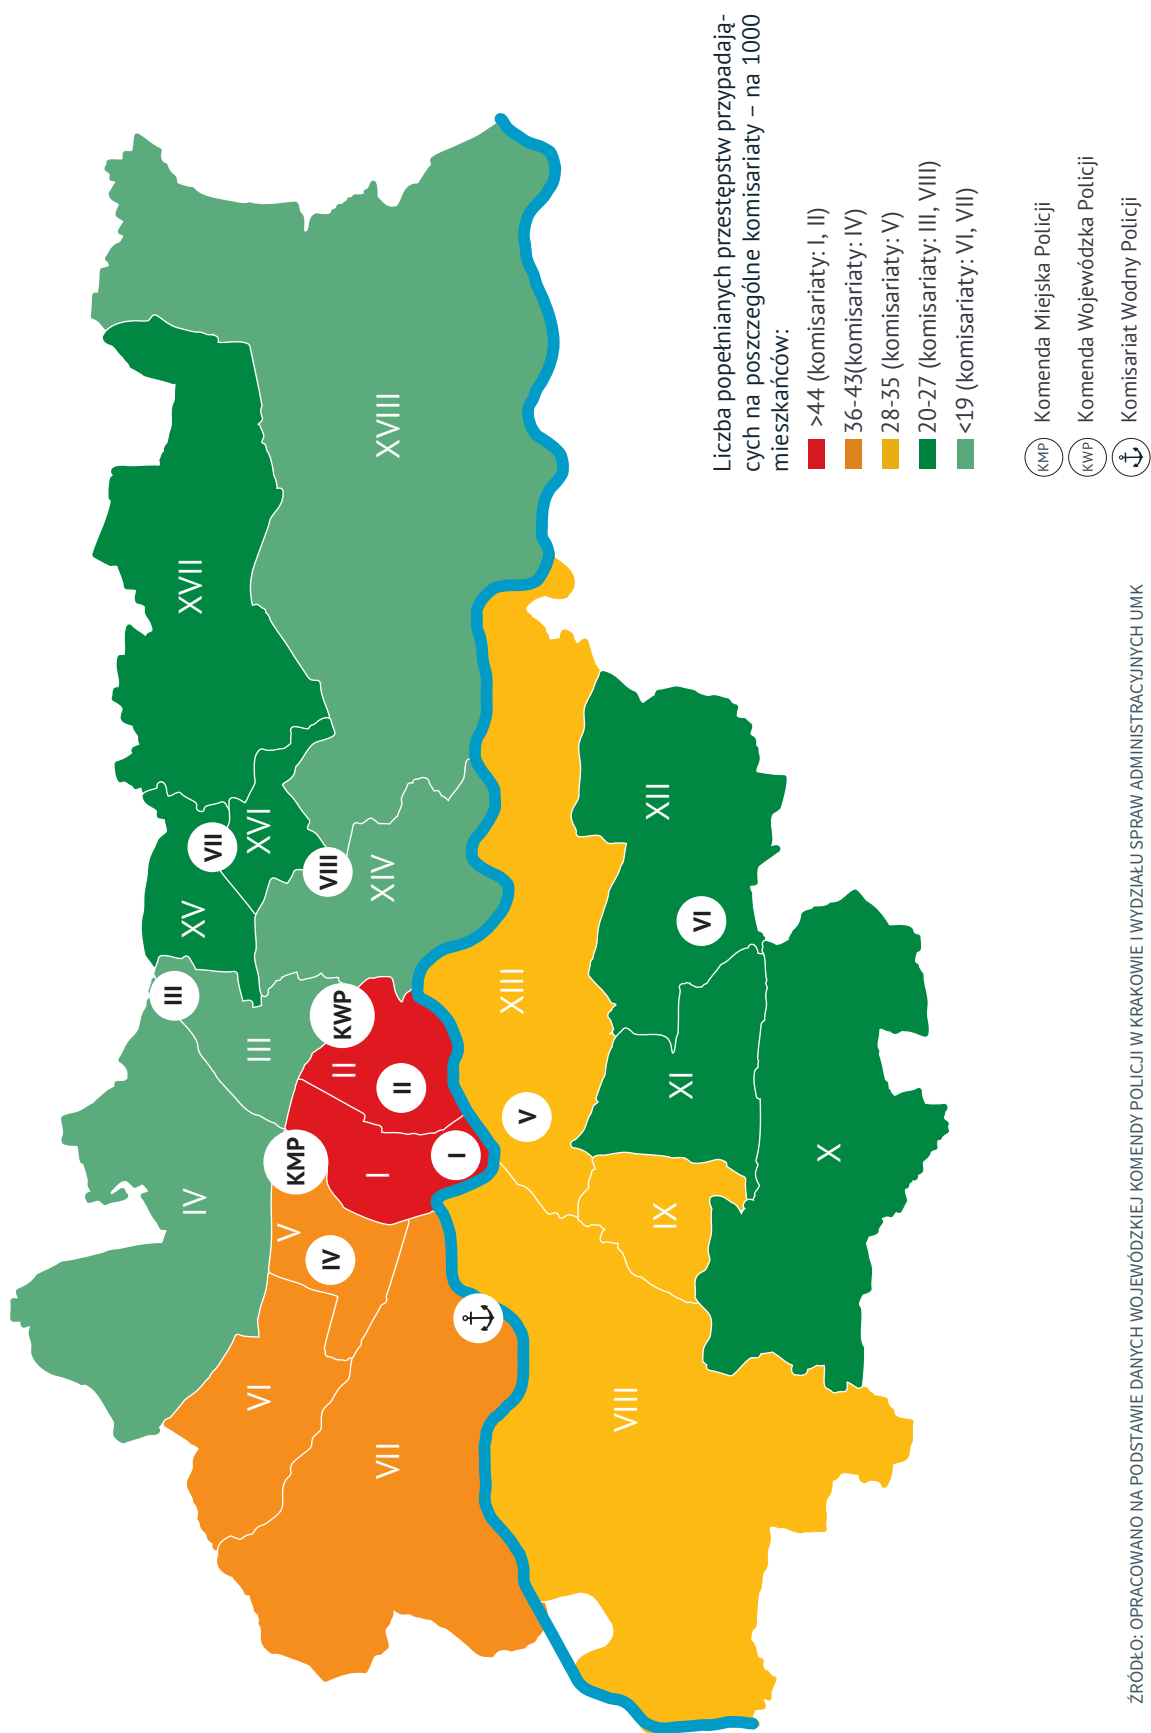 IV
III
III
XV
VII
XVII
XVI
VI
V
KMP
IV
II
KWP
VIII
XIV
XVIII
VII
I
I
II
V
XIII
VIII
IX
XI
XII
VI
X
Liczba popełnianych przestępstw przypadają-
cych na poszczególne komisariaty – na 1000
mieszkańców:
>44 (komisariaty: I, II)
36-43(komisariaty: IV)
28-35 (komisariaty: V)
20-27 (komisariaty: III, VIII)
<19 (komisariaty: VI, VII)
KMP Komenda Miejska Policji
KWP Komenda Wojewódzka Policji
Komisariat Wodny Policji
ŹRÓDŁO: OPRACOWANO NA PODSTAWIE DANYCH WOJEWÓDZKIEJ KOMENDY POLICJI W KRAKOWIE I WYDZIAŁU SPRAW ADMINISTRACYJNYCH UMK